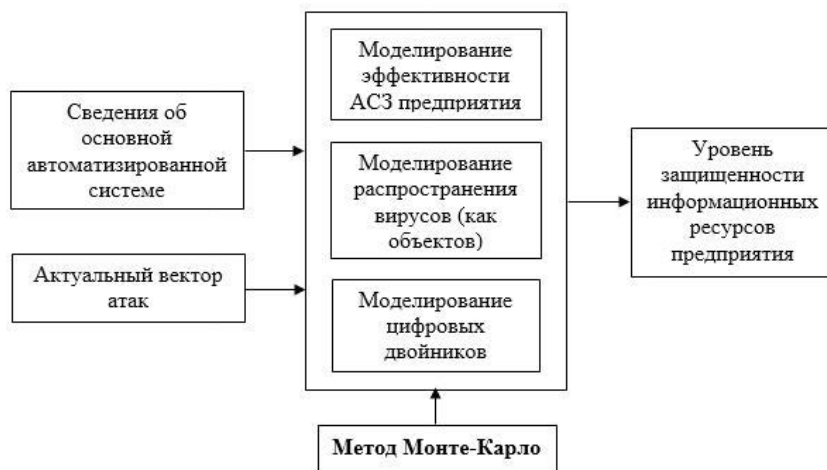 Сведения об
основной
автоматизированной
системе
Актуальный вектор
атак
Моделирование
эффективности
АСЗ предприятия
Моделирование
распространения
вирусов (как
объектов)
Моделирование
цифровых
двойников
Метод Монте-Карло
Уровень
защищенности
информационных
ресурсов
предприятия